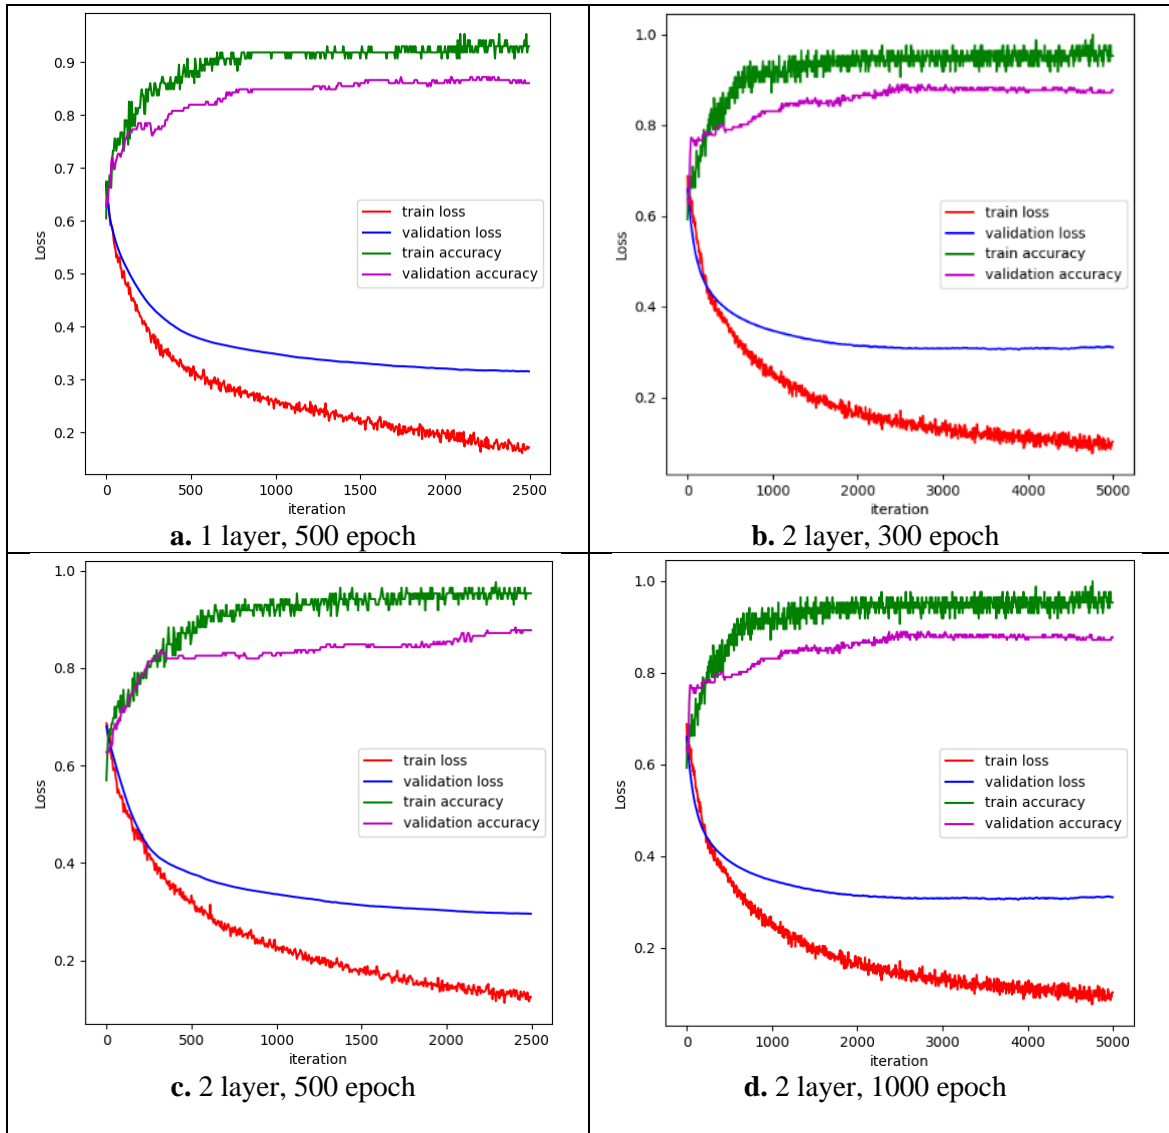 0.9
0.8
0.7
0.6
0.5
0.4
0.3
0.2
Loss
train loss
validation loss
train accuracy
validation accuracy
0 500 1000 1500 2000 2500
iteration
a. 1 layer, 500 epoch
1.0
0.8
0.6
0.4
0.2
Loss
train loss
validation loss
train accuracy
validation accuracy
0 1000 2000 3000 4000 5000
iteration
b. 2 layer, 300 epoch
1.0
0.8
0.6
0.4
0.2
Loss
train loss
validation loss
train accuracy
validation accuracy
0 500 1000 1500 2000 2500
iteration
c. 2 layer, 500 epoch
1.0
0.8
0.6
0.4
0.2
Loss
train loss
validation loss
train accuracy
validation accuracy
0 1000 2000 3000 4000 5000
iteration
d. 2 layer, 1000 epoch